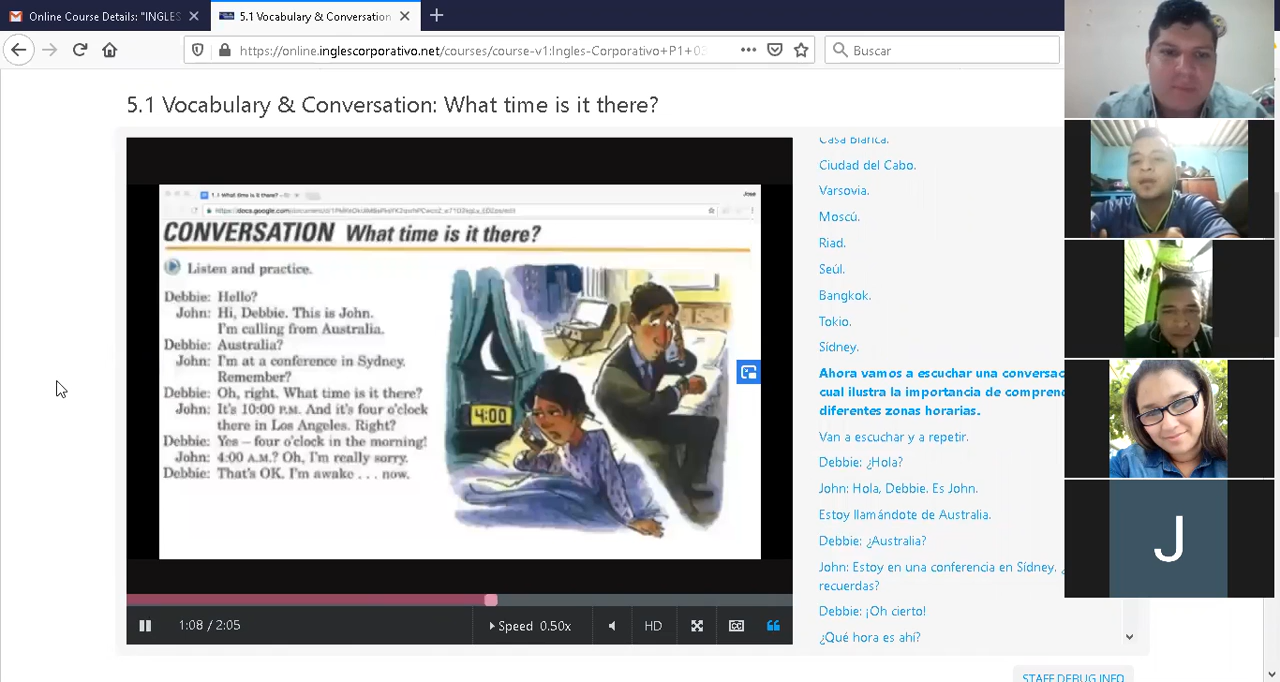 Online Course Details: "INGLES
5.1 Vocabulary & Conversation
https://online.inglescorporativo.net/courses/course-v1:Ingles-Corporativo+P1+03
Buscar
5.1 Vocabulary & Conversation: What time is it there?
Jose
CONVERSATION What time is it there?
Listen and practice.
Debbie: Hello?
John: Hi, Debbie. This is John.
I'm calling from Australia.
Debbie: Australia?
John: I'm at a conference in Sydney.
Remember?
Debbie: Oh, right. What time is it there?
John: It's 10:00 P.M. And it's four o'clock
there in Los Angeles. Right?
Debbie: Yes – four o'clock in the morning!
John: 4:00 A.M.? Oh, I'm really sorry.
Debbie: That's OK. I'm awake . . . now.
4:00
1:08 / 2:05
Speed 0.50x
HD
Casa Blanca.
Ciudad del Cabo.
Varsovia.
Moscú.
Riad.
Seúl.
Bangkok.
Tokio.
Sídney.
Ahora vamos a escuchar una conversac
cual ilustra la importancia de comprend
diferentes zonas horarias.
Van a escuchar y a repetir.
Debbie: ¿Hola?
John: Hola, Debbie. Es John.
Estoy llamándote de Australia.
Debbie: ¿Australia?
John: Estoy en una conferencia en Sídney. ¿
recuerdas?
Debbie: ¡Oh cierto!
¿Qué hora es ahí?
STAFF DEBUG INFO
J